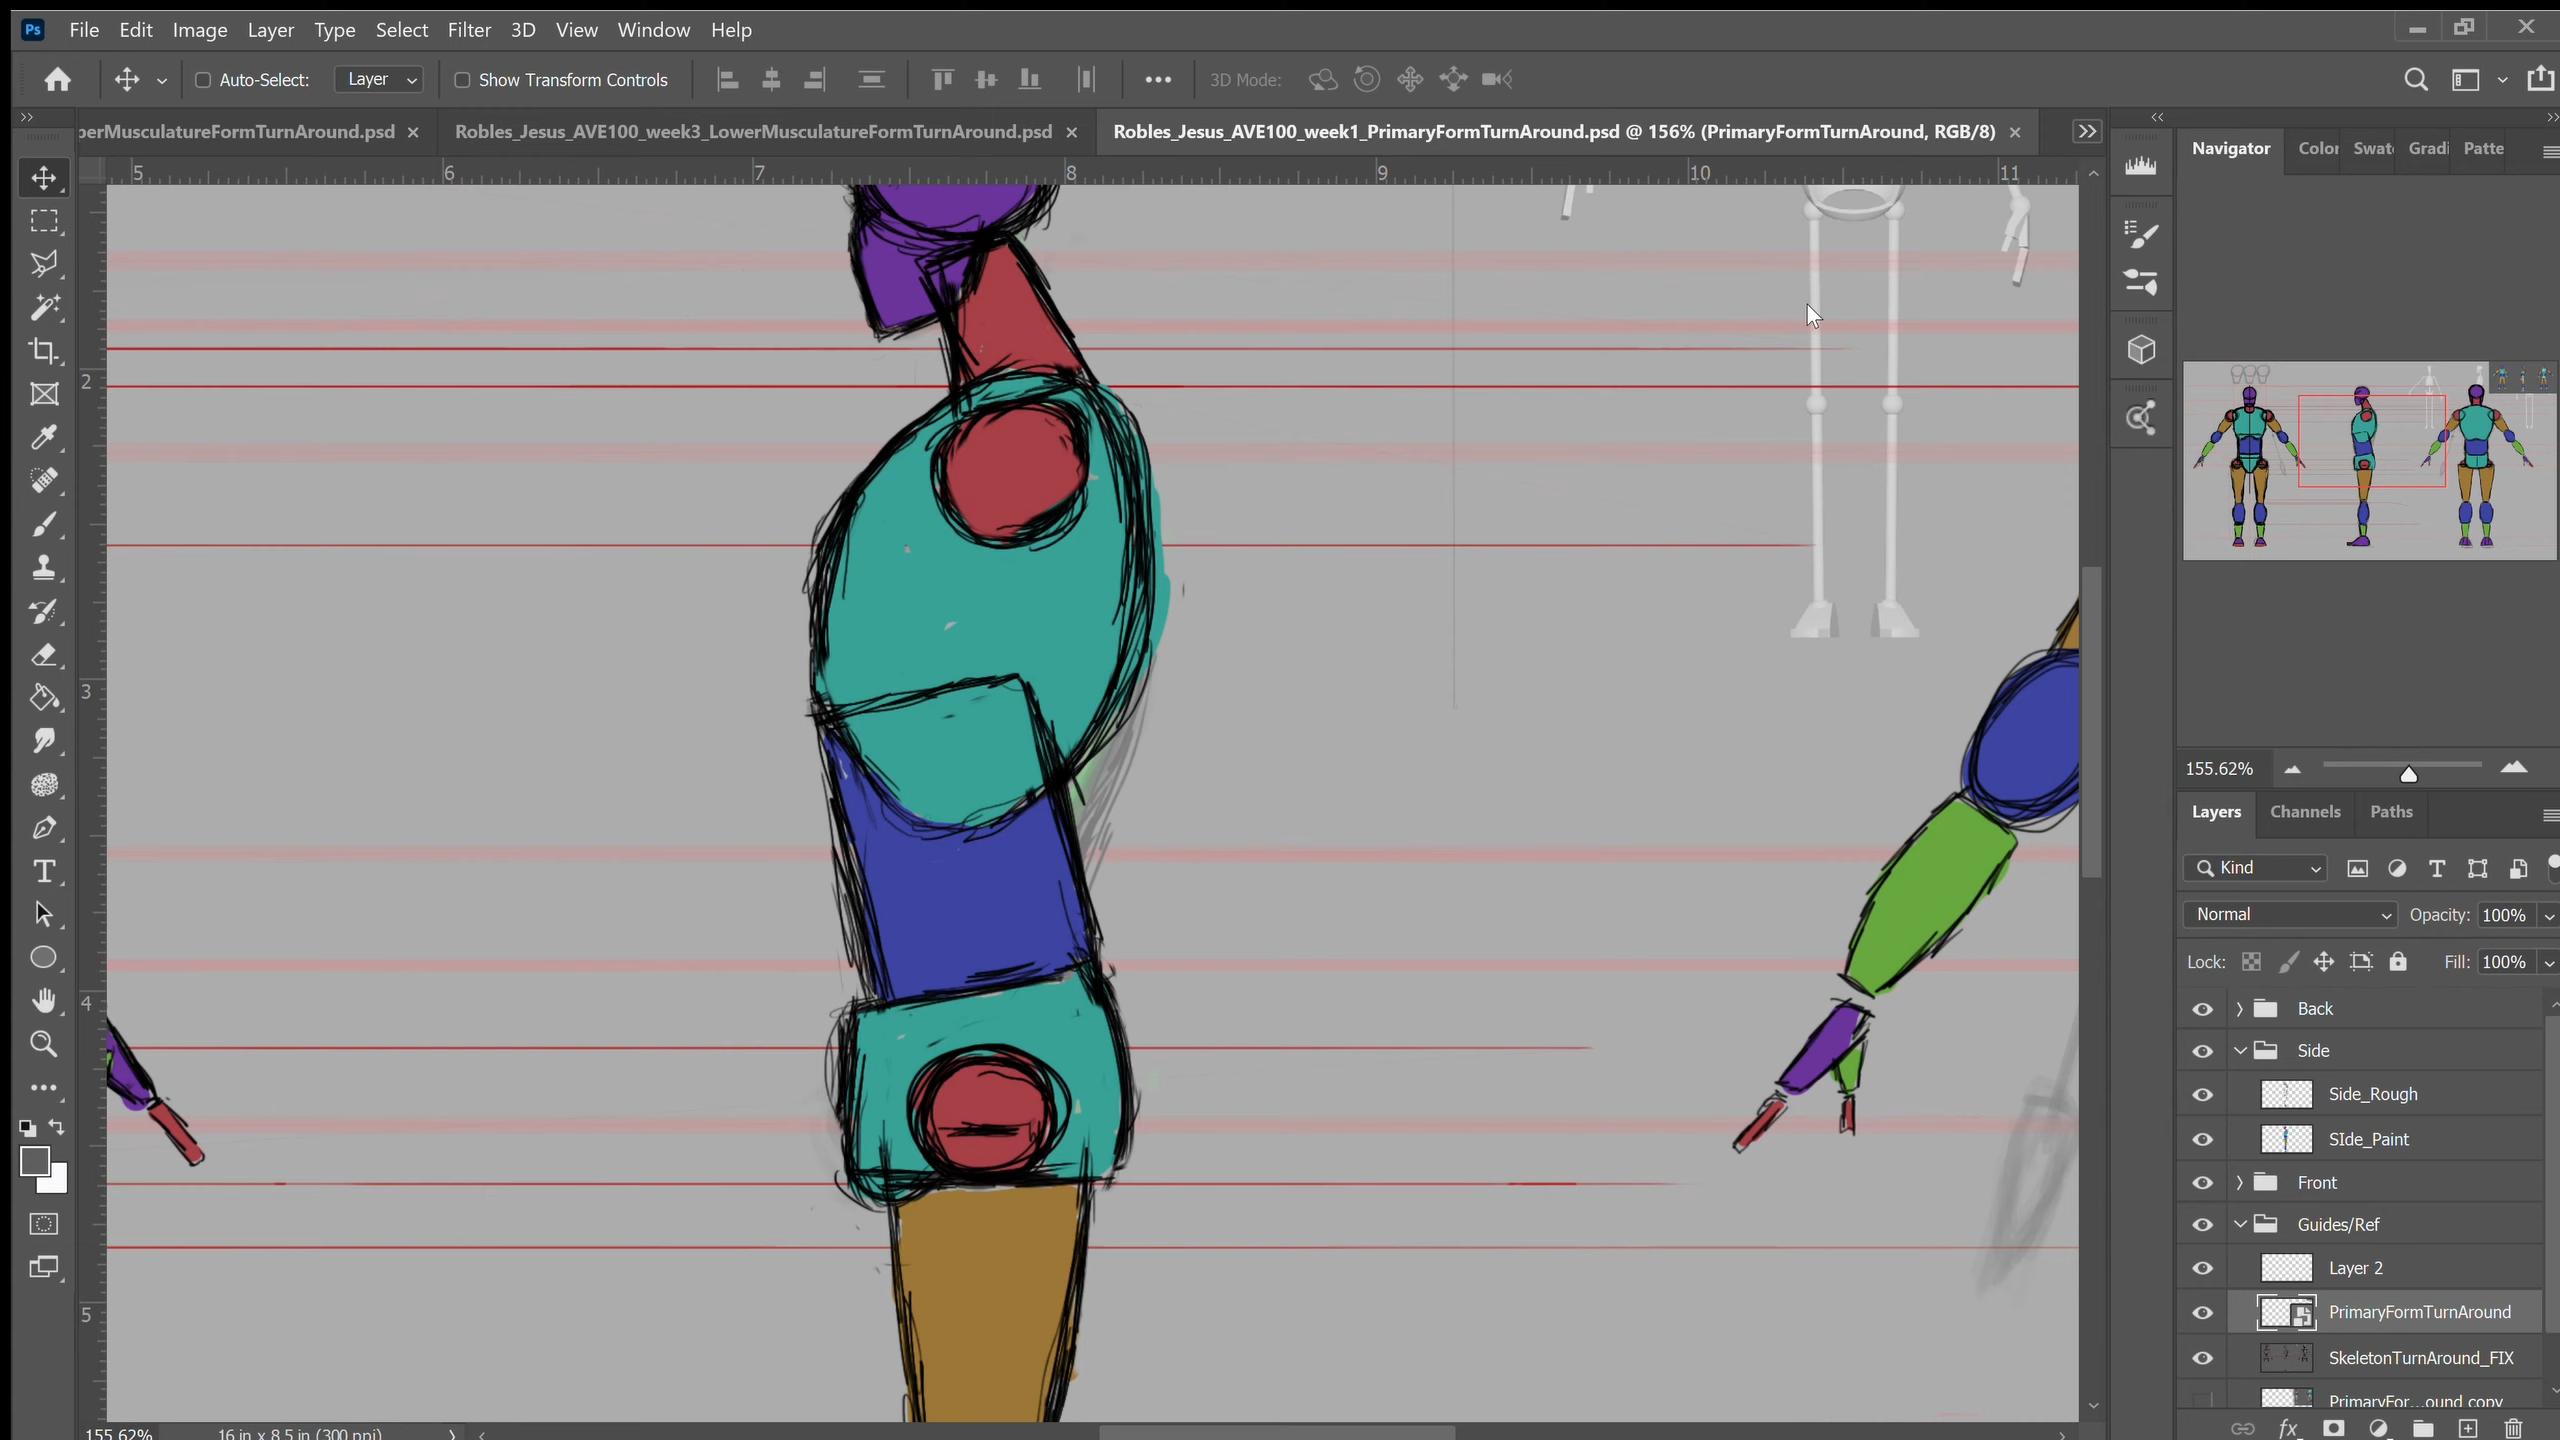 Ps File Edit Image Layer Type Select Filter 3D View Window Help
Auto-Select: Layer Show Transform Controls 3D Mode:
perMusculatureFormTurnAround.psd × Robles_Jesus_AVE100_week3_LowerMusculatureFormTurnAround.psd × Robles_Jesus_AVE100_week1_PrimaryFormTurnAround.psd @ 156% (PrimaryFormTurnAround, RGB/8) ×
5 6 7 8 9 10 11
2
3
4
5
155.62% 16 in x 8.5 in (300 ppi)
Navigator Color Swat Gradi Patte
155.62%
Layers Channels Paths
Kind
Normal Opacity: 100%
Lock: Fill: 100%
Back
Side
Side_Rough
SIde_Paint
Front
Guides/Ref
Layer 2
PrimaryFormTurnAround
SkeletonTurnAround_FIX
PrimaryFor...ound copy
fx